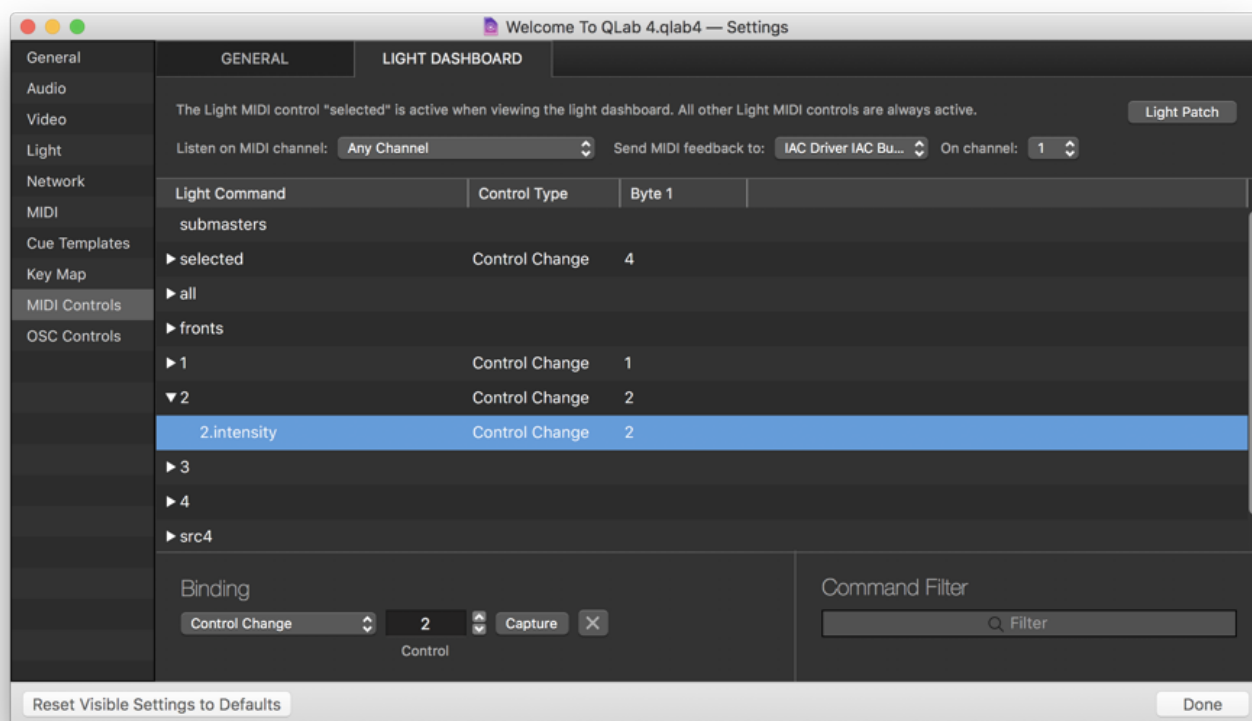 Welcome To QLab 4.qlab4 — Settings
General
Audio
Video
Light
Network
MIDI
Cue Templates
Key Map
MIDI Controls
OSC Controls
GENERAL LIGHT DASHBOARD
The Light MIDI control "selected" is active when viewing the light dashboard. All other Light MIDI controls are always active.
Light Patch
Listen on MIDI channel: Any Channel Send MIDI feedback to: IAC Driver IAC Bu... On channel: 1
Light Command Control Type Byte 1
submasters
selected Control Change 4
all
fronts
1 Control Change 1
2 Control Change 2
2.intensity Control Change 2
3
4
src4
Binding
Control Change 2 Capture
Control
Command Filter
Filter
Reset Visible Settings to Defaults Done